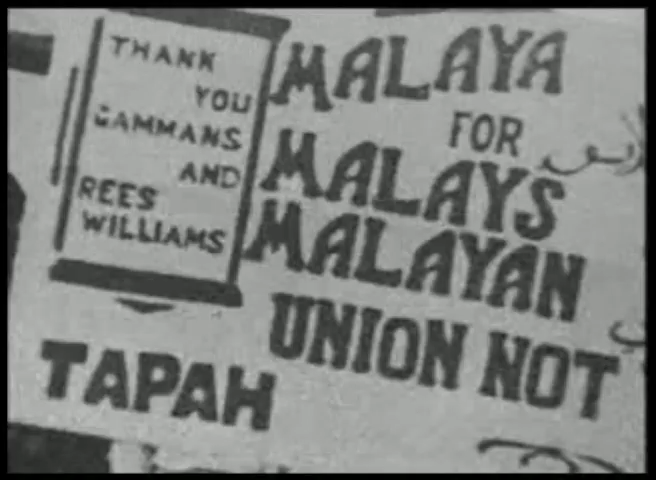 THANK
YOU
GAMMANS
AND
REES
WILLIAMS
TAPAH
MALAYA
FOR
MALAYS
MALAYAN
UNION NOT